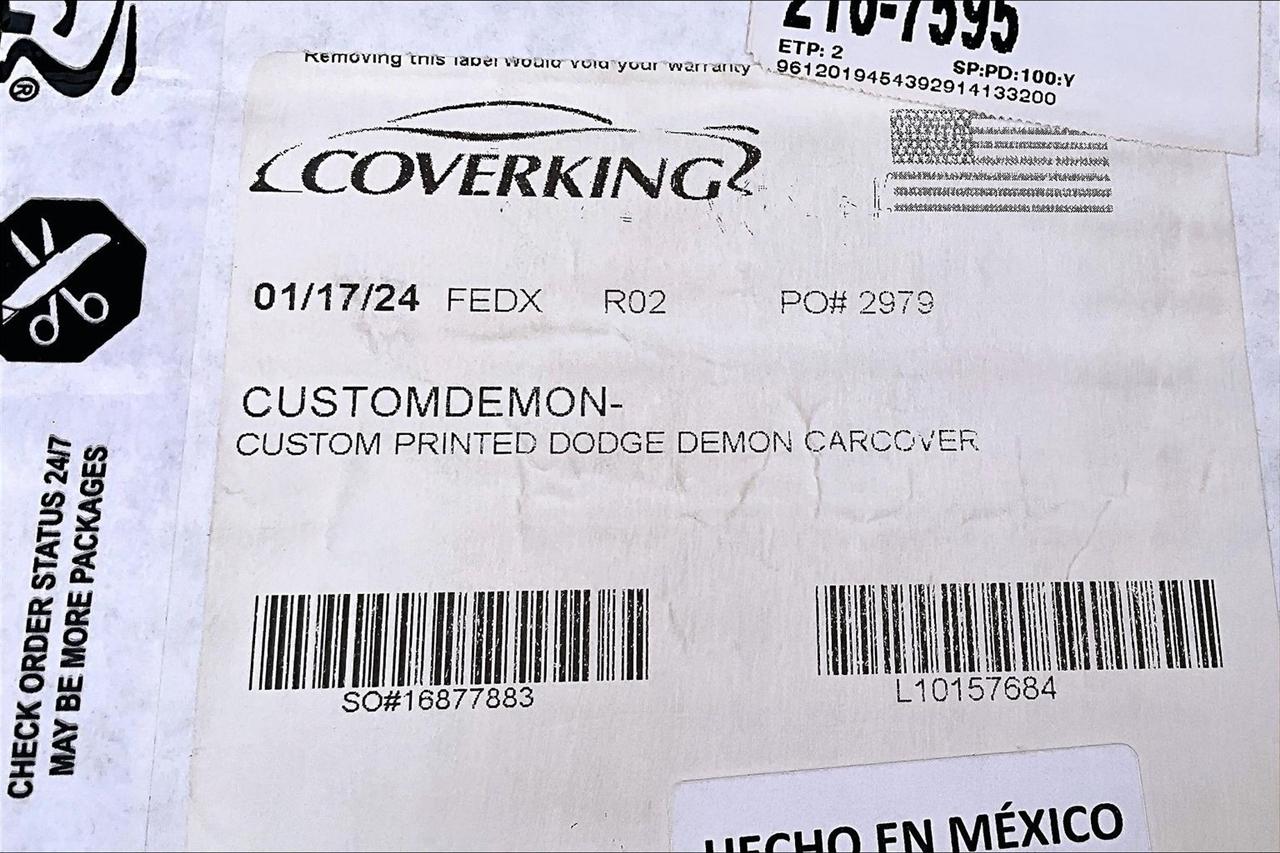 -7595
ETP: 2 SP:PD:100:Y
9612019454392914133200
Removing this label would void your warranty
COVERKING
®
01/17/24 FEDX R02 PO# 2979
CUSTOMDEMON-
CUSTOM PRINTED DODGE DEMON CARCOVER
CHECK ORDER STATUS 24/7
MAY BE MORE PACKAGES
SO#16877883
L10157684
HECHO EN MÉXICO